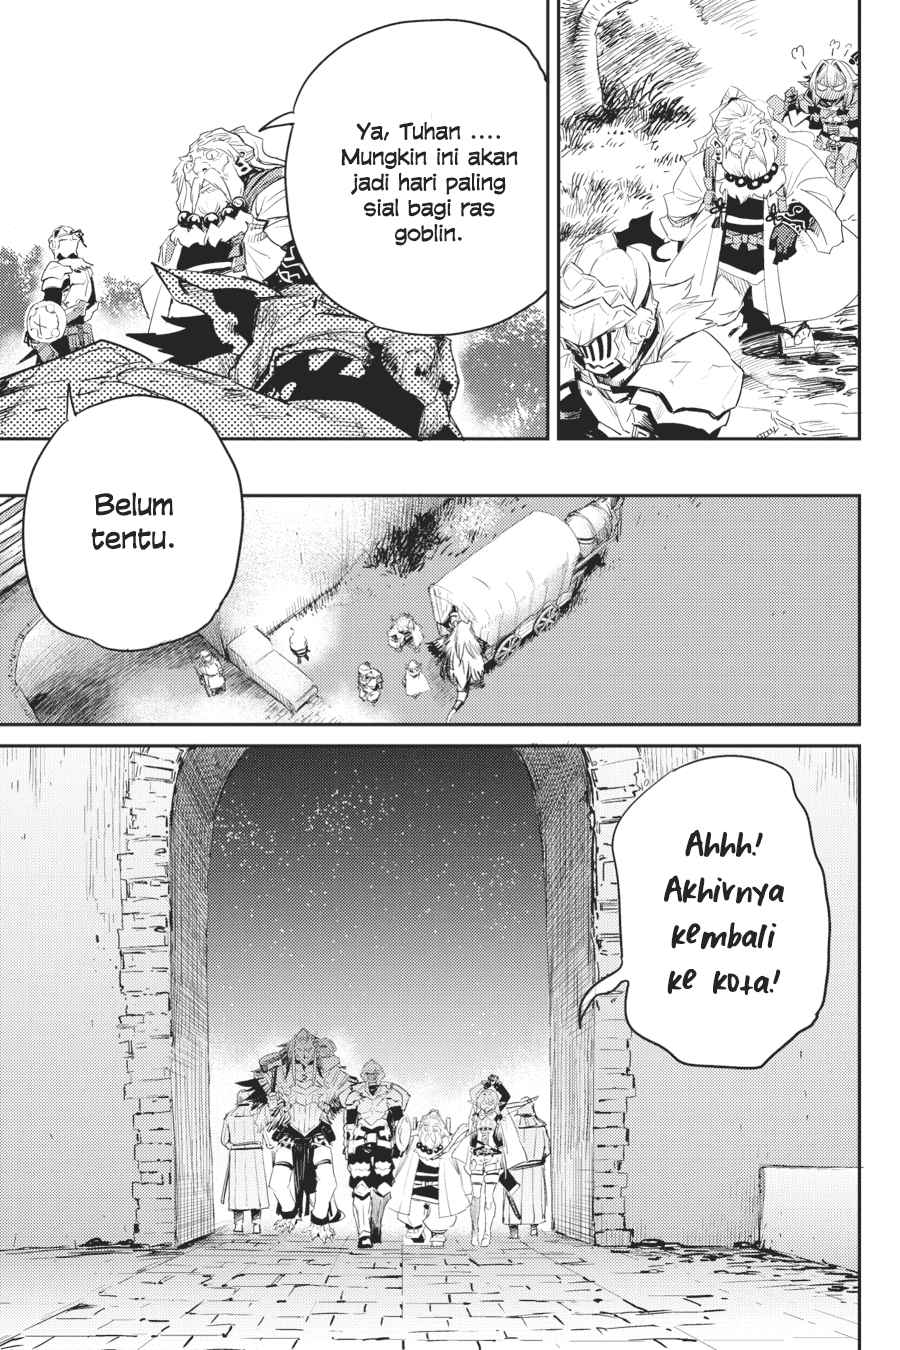 Ya, Tuhan ....
Mungkin ini akan
jadi hari paling
sial bagi ras
goblin.
Belum
tentu.
Ahhh!
Akhirnya
kembali
ke kota!